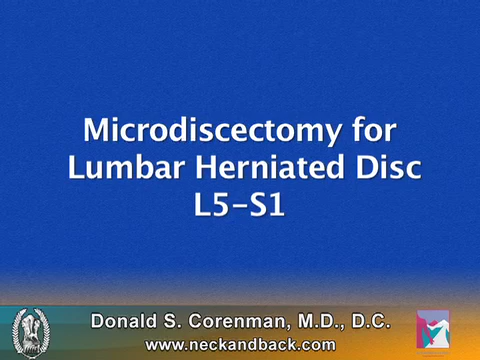 Microdiscectomy for
Lumbar Herniated Disc
L5-S1
Donald S. Corenman, M.D., D.C.
www.neckandback.com